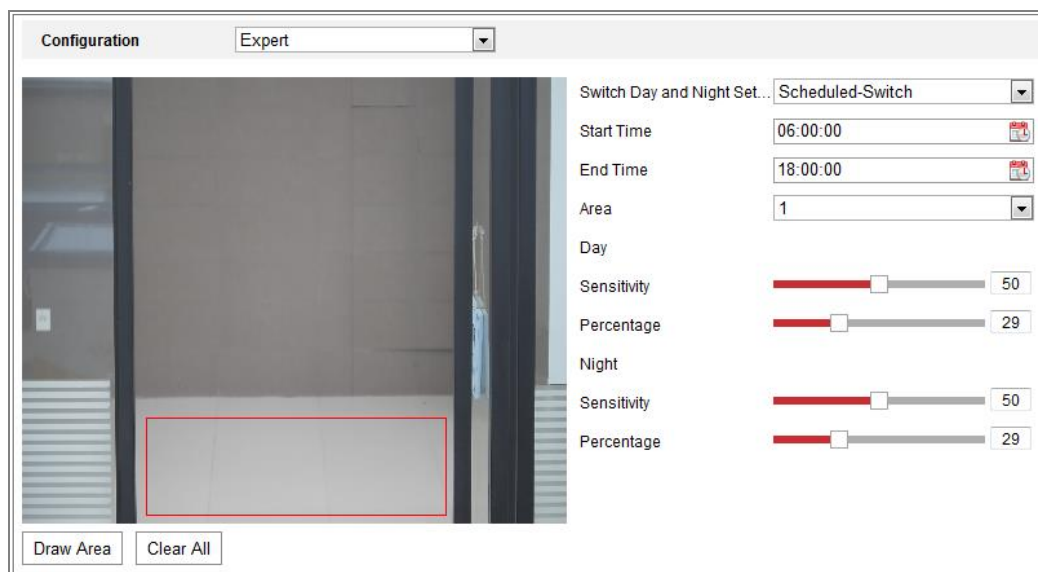 Configuration Expert
Switch Day and Night Set... Scheduled-Switch
Start Time 06:00:00
End Time 18:00:00
Area 1
Day
Sensitivity 50
Percentage 29
Night
Sensitivity 50
Percentage 29
Draw Area Clear All